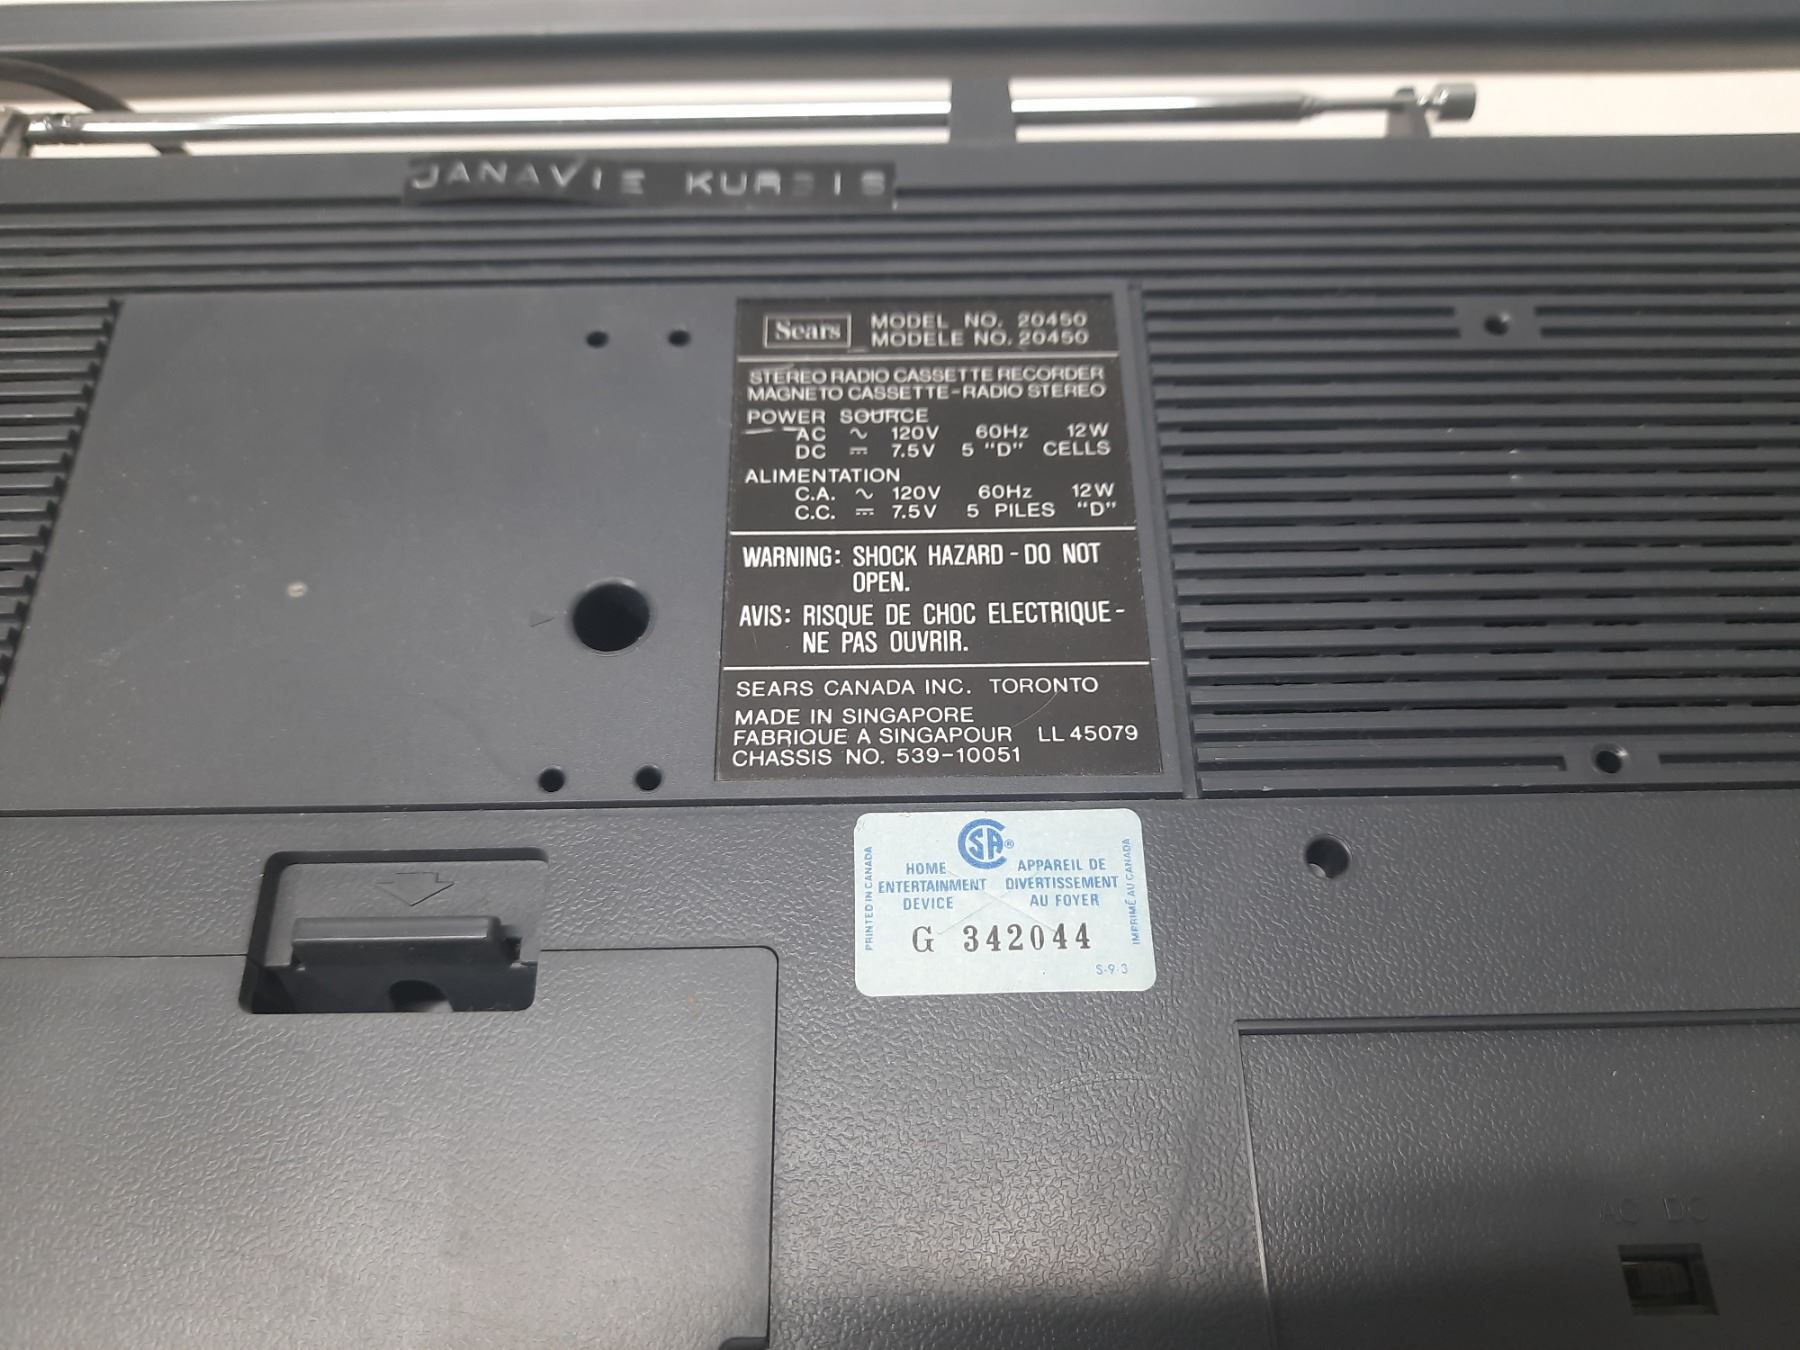 JANAVIE
Sears
MODEL NO. 20450
MODELE NO. 20450
STEREO RADIO CASSETTE RECORDER
MAGNETO CASSETTE-RADIO STEREO
POWER SOURCE
AC ∿ 120V 60Hz 12W
DC ⎓ 7.5V 5 "D" CELLS
ALIMENTATION
C.A. ∿ 120V 60Hz 12W
C.C. ⎓ 7.5V 5 PILES "D"
WARNING: SHOCK HAZARD - DO NOT
OPEN.
AVIS: RISQUE DE CHOC ELECTRIQUE -
NE PAS OUVRIR.
SEARS CANADA INC. TORONTO
MADE IN SINGAPORE
FABRIQUE A SINGAPOUR LL 45079
CHASSIS NO. 539-10051
PRINTED IN CANADA
CSA®
HOME
ENTERTAINMENT
DEVICE
APPAREIL DE
DIVERTISSEMENT
AU FOYER
G 342044
S-9-3
IMPRIMÉ AU CANADA
AC DC